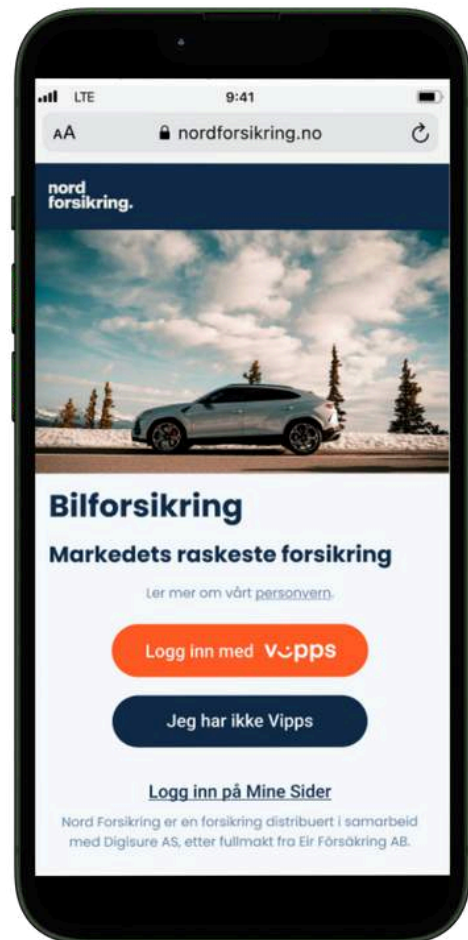 LTE 9:41
AA nordforsikring.no
nord
forsikring.
Bilforsikring
Markedets raskeste forsikring
Ler mer om vårt personvern.
Logg inn med vipps
Jeg har ikke Vipps
Logg inn på Mine Sider
Nord Forsikring er en forsikring distribuert i samarbeid
med Digisure AS, etter fullmakt fra Eir Försäkring AB.